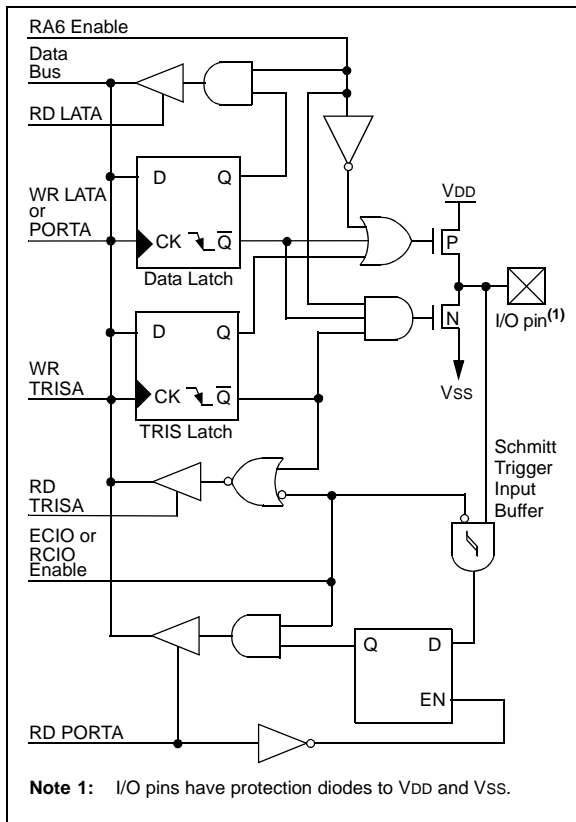 RA6 Enable
Data
Bus
RD LATA
WR LATA
or
PORTA
D Q
CK Q
Data Latch
VDD
P
N
I/O pin(1)
VSS
D Q
WR
TRISA
CK Q
TRIS Latch
Schmitt
Trigger
Input
Buffer
RD
TRISA
ECIO or
RCIO
Enable
Q D
EN
RD PORTA
Note 1: I/O pins have protection diodes to VDD and VSS.